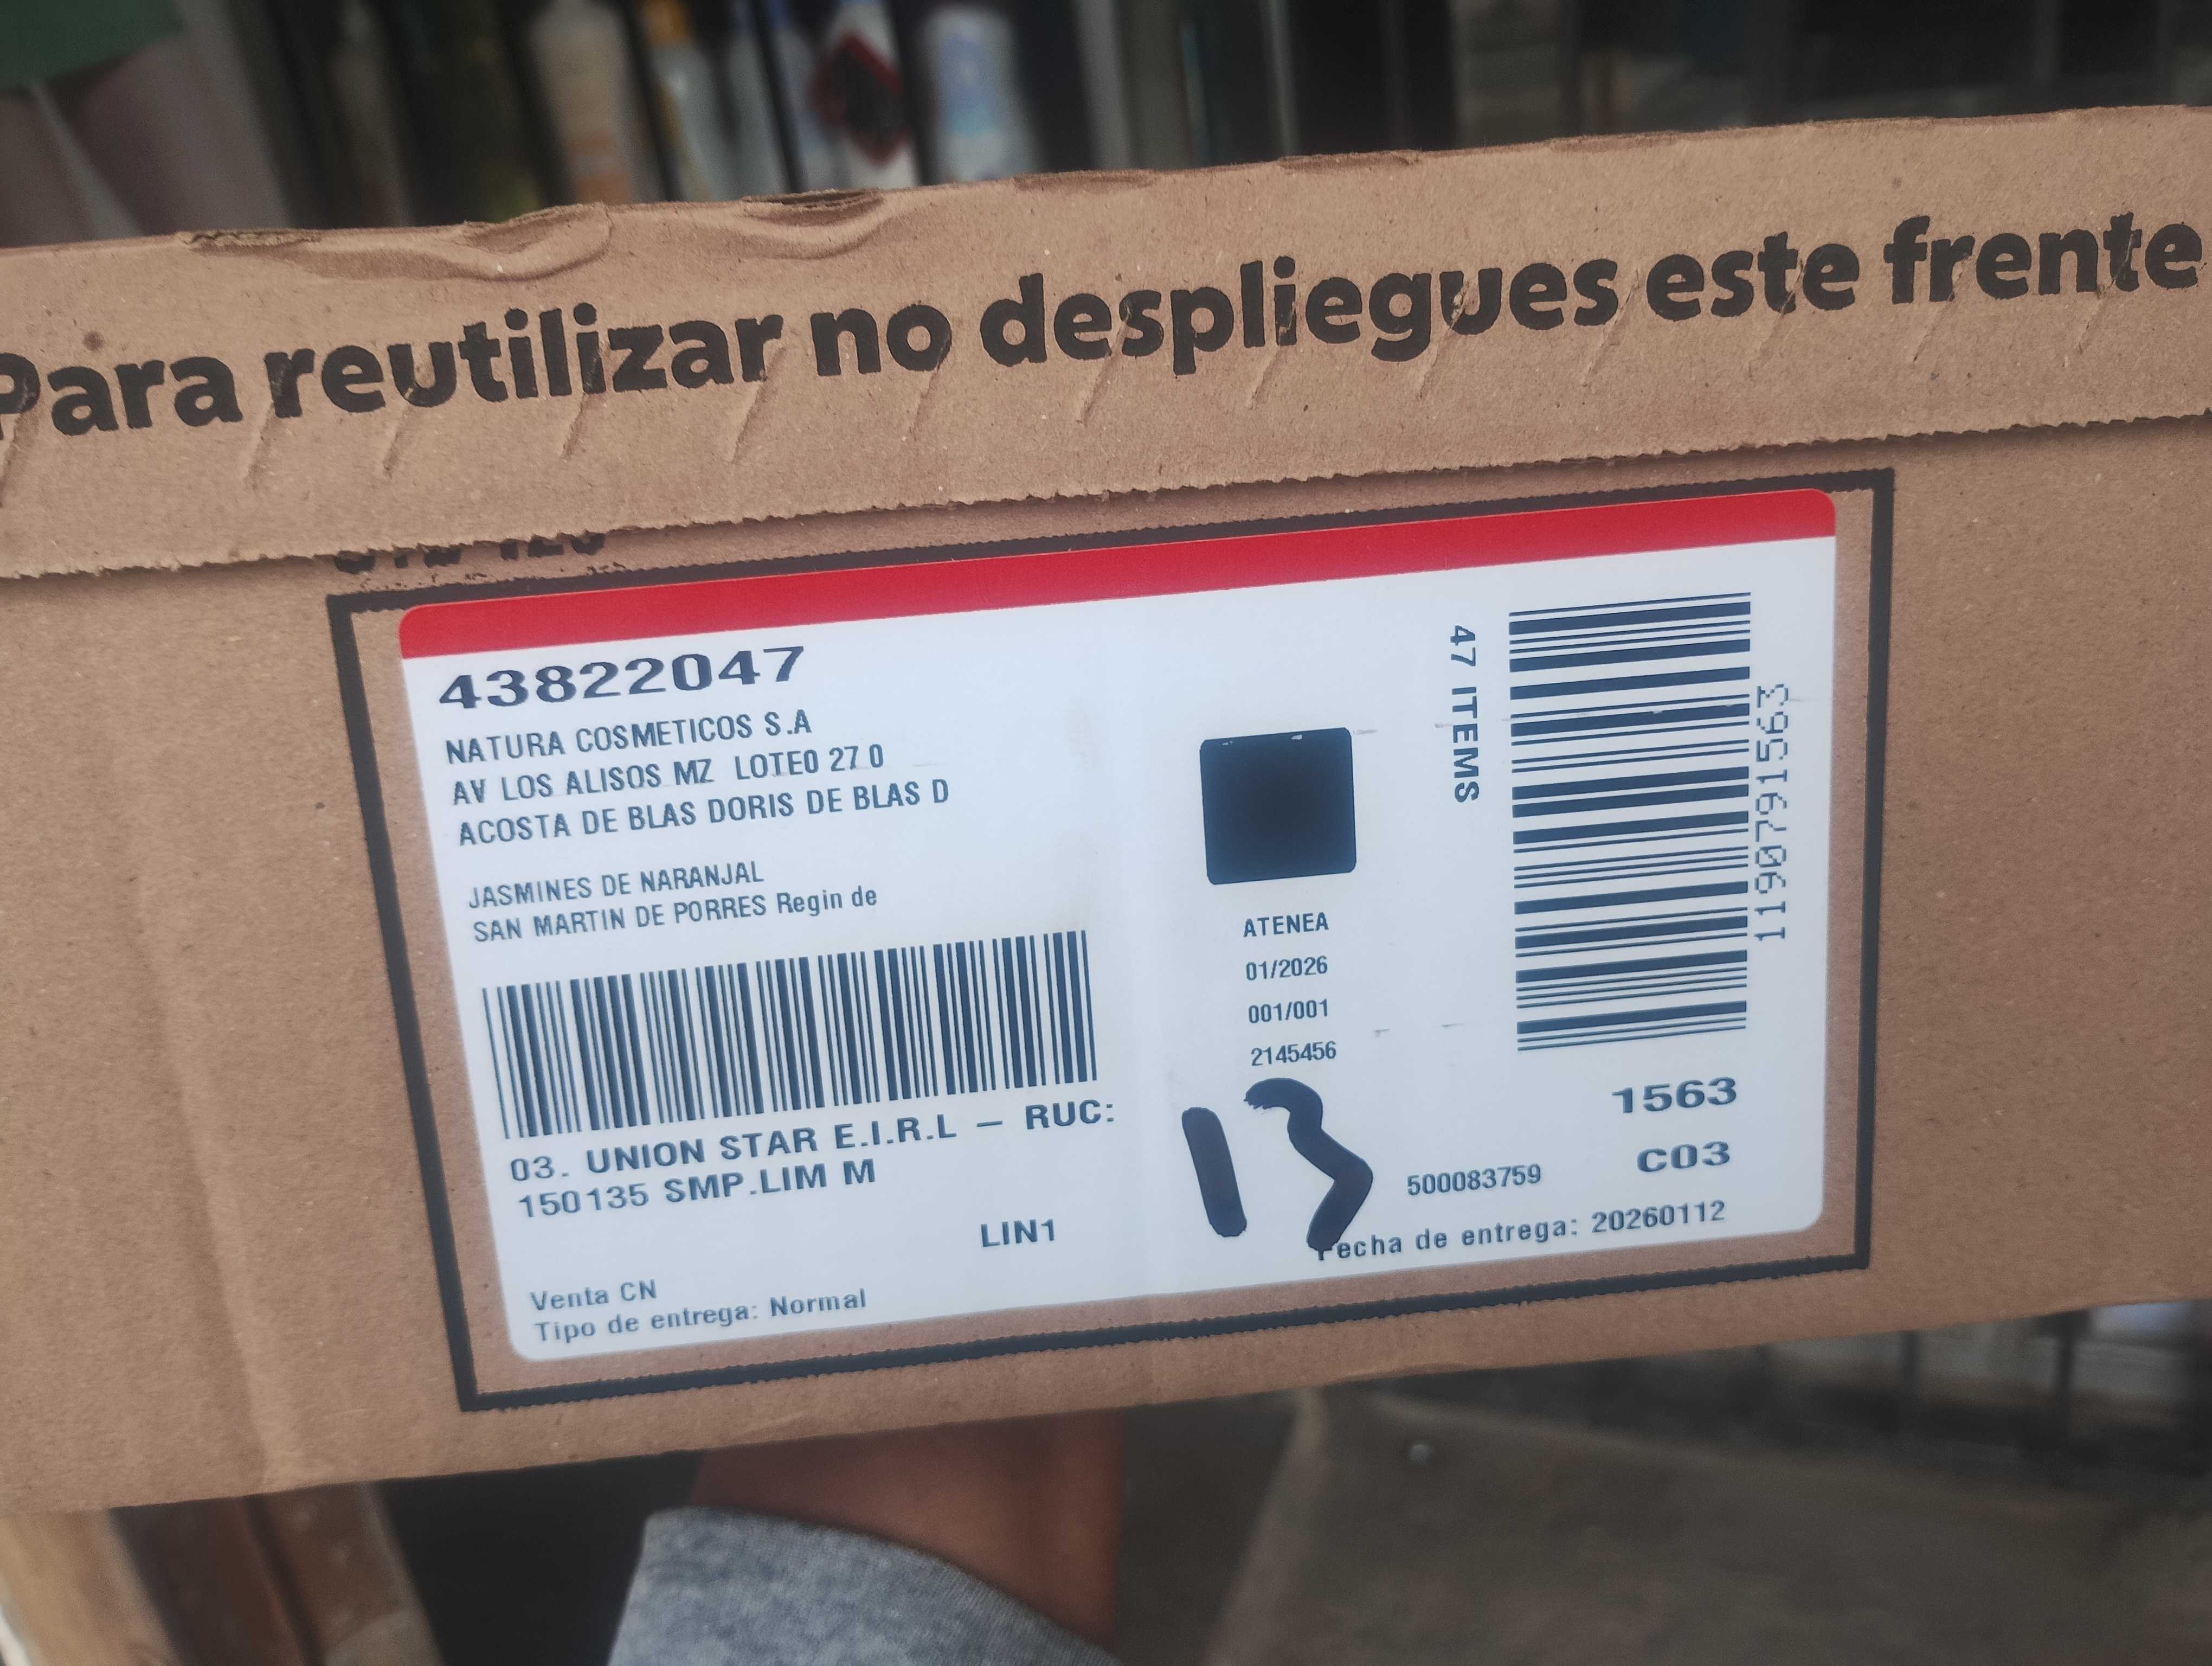 Para reutilizar no despliegues este frente
43822047
NATURA COSMETICOS S.A
AV LOS ALISOS MZ LOTE0 27 0
ACOSTA DE BLAS DORIS DE BLAS D
JASMINES DE NARANJAL
SAN MARTIN DE PORRES Regin de
03. UNION STAR E.I.R.L – RUC:
150135 SMP.LIM M
LIN1
Venta CN
Tipo de entrega: Normal
ATENEA
01/2026
001/001
2145456
13
47 ITEMS
1190791563
1563
C03
500083759
Fecha de entrega: 20260112